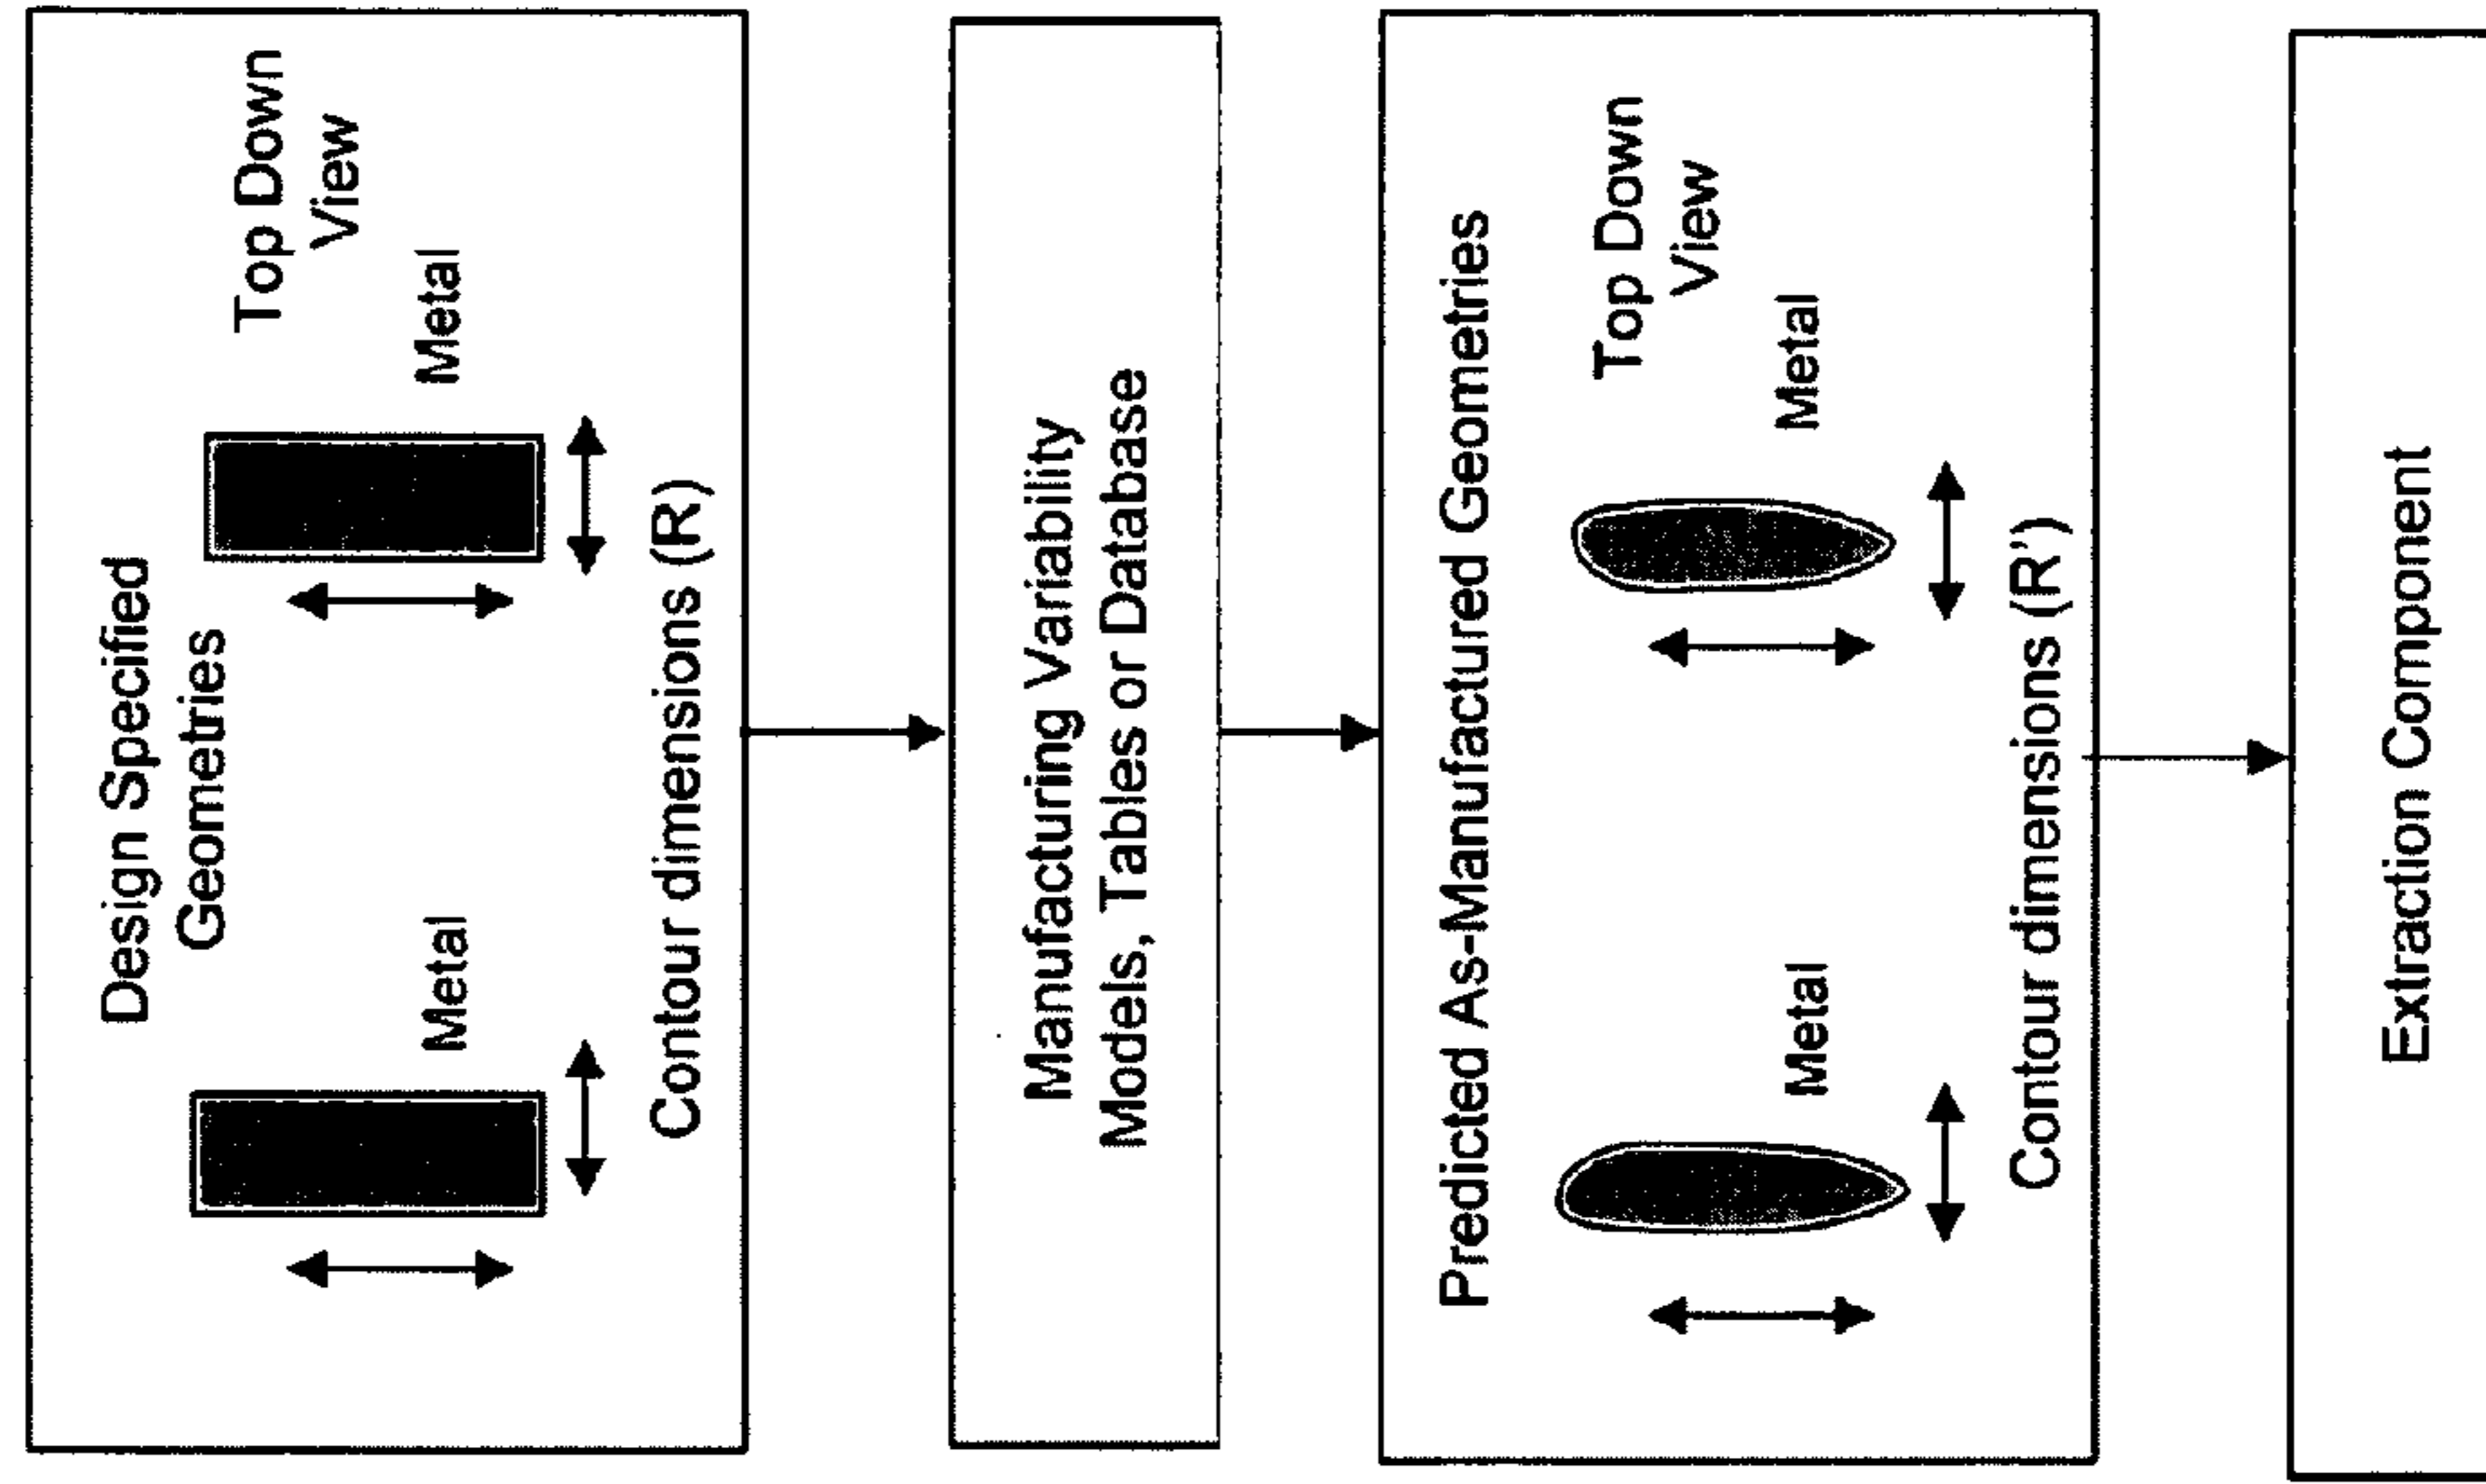 Design Specified
Geometries
Top Down
View
Metal
Metal
Contour dimensions (R)
Manufacturing Variability
Models, Tables or Database
Predicted As-Manufactured Geometries
Top Down
View
Metal
Metal
Contour dimensions (R')
Extraction Component